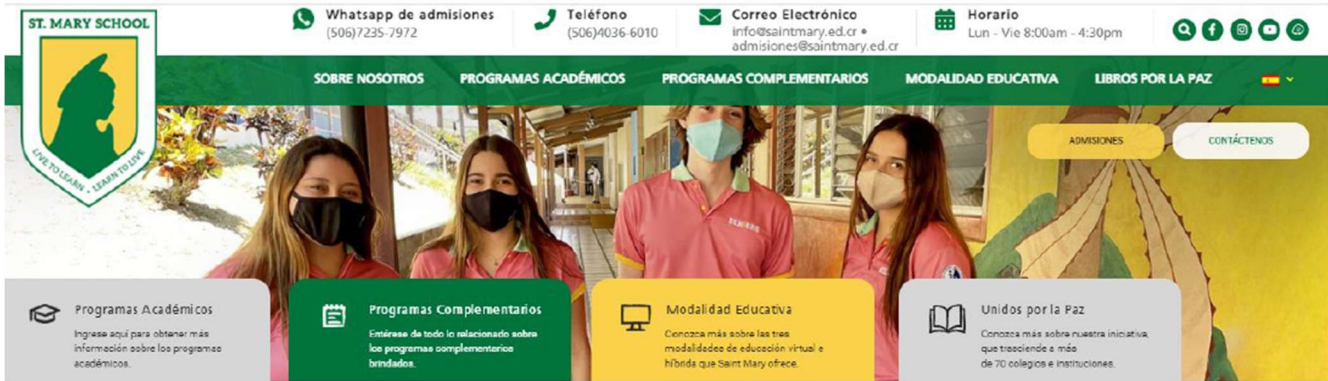 ST. MARY SCHOOL
LIVE TO LEARN - LEARN TO LIVE
Whatsapp de admisiones
(506)7235-7972
Teléfono
(506)4036-6010
Correo Electrónico
info@saintmary.ed.cr •
admisiones@saintmary.ed.cr
Horario
Lun - Vie 8:00am - 4:30pm
SOBRE NOSOTROS PROGRAMAS ACADÉMICOS PROGRAMAS COMPLEMENTARIOS MODALIDAD EDUCATIVA LIBROS POR LA PAZ
ADMISIONES CONTÁCTENOS
SENIORS
Programas Académicos
Ingrese aquí para obtener más
información sobre los programas
académicos.
Programas Complementarios
Entérese de todo lo relacionado sobre
los programas complementarios
brindados.
Modalidad Educativa
Conozca más sobre las tres
modalidades de educación virtual e
híbrida que Saint Mary ofrece.
Unidos por la Paz
Conozca más sobre nuestra iniciativa,
que trasciende a más
de 70 colegios e instituciones.